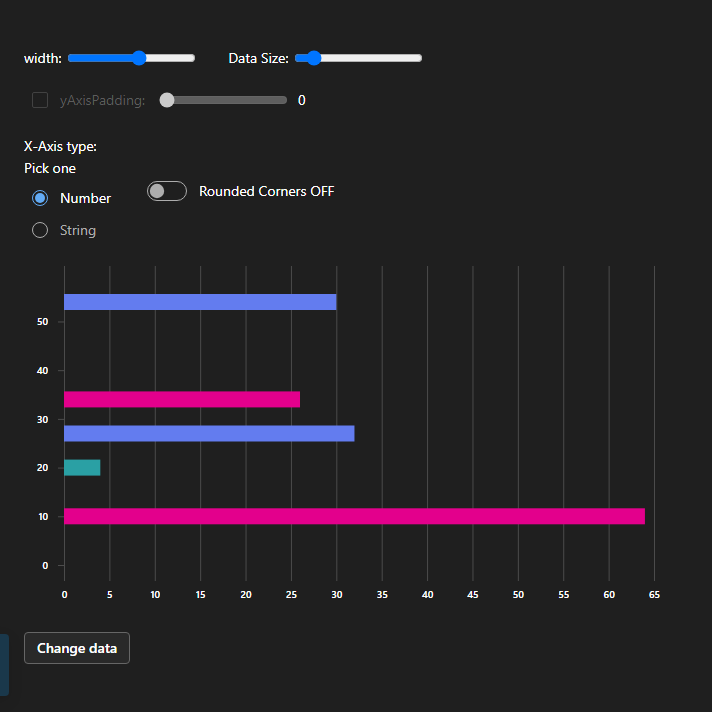 width: Data Size:
yAxisPadding: 0
X-Axis type:
Pick one
Number
Rounded Corners OFF
String
50
40
30
20
10
0
0 5 10 15 20 25 30 35 40 45 50 55 60 65
Change data